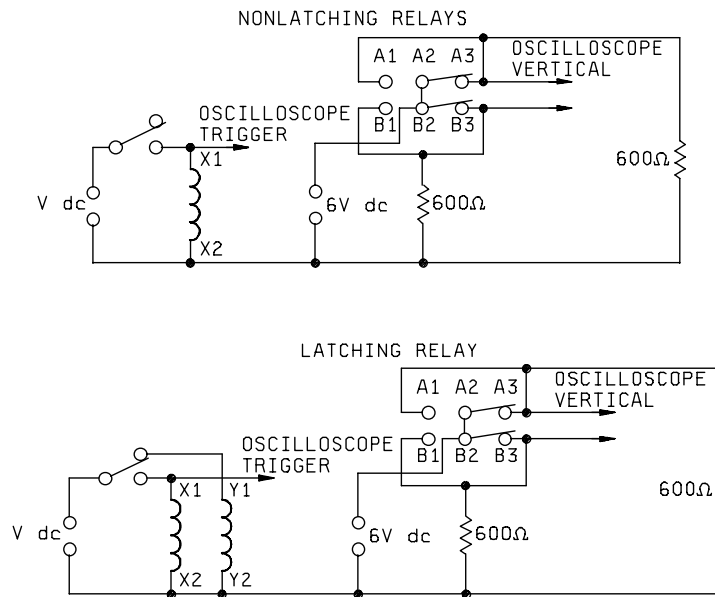 NONLATCHING RELAYS
A1 A2 A3
OSCILLOSCOPE
VERTICAL
OSCILLOSCOPE
TRIGGER
B1 B2 B3
X1
600Ω
V dc
6V dc
600Ω
X2
LATCHING RELAY
A1 A2 A3
OSCILLOSCOPE
VERTICAL
OSCILLOSCOPE
TRIGGER
B1 B2 B3
X1 Y1
600Ω
V dc
6V dc
600Ω
X2 Y2